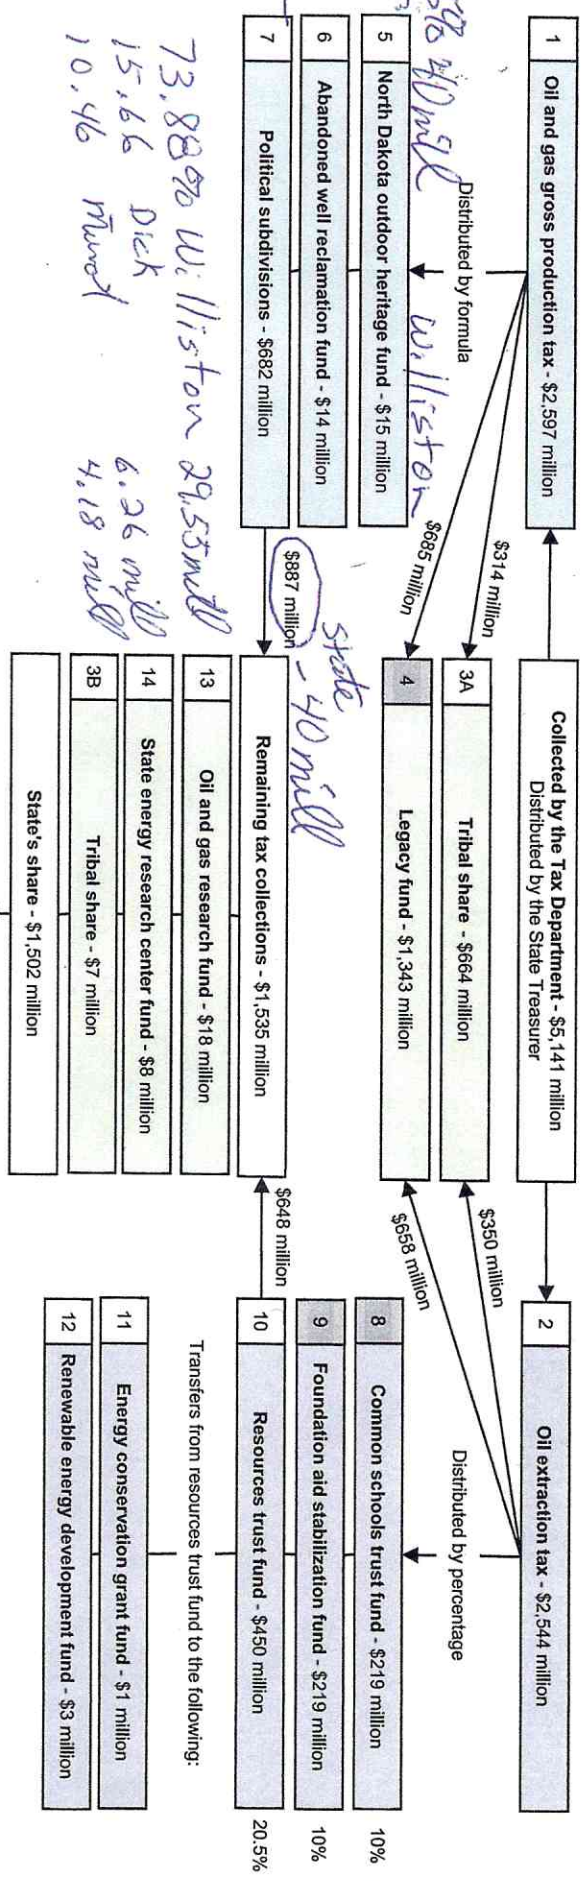 Collected by the Tax Department - $5,141 million
Distributed by the State Treasurer
1 Oil and gas gross production tax - $2,597 million
2 Oil extraction tax - $2,544 million
$314 million
$350 million
3A Tribal share - $664 million
$685 million
$658 million
4 Legacy fund - $1,343 million
Distributed by formula
40 mill Williston
5 North Dakota outdoor heritage fund - $15 million
6 Abandoned well reclamation fund - $14 million
7 Political subdivisions - $682 million
Distributed by percentage
8 Common schools trust fund - $219 million 10%
9 Foundation aid stabilization fund - $219 million 10%
10 Resources trust fund - $450 million 20.5%
State
$887 million - 40 mill
$648 million
Remaining tax collections - $1,535 million
13 Oil and gas research fund - $18 million
14 State energy research center fund - $8 million
3B Tribal share - $7 million
State's share - $1,502 million
Transfers from resources trust fund to the following:
11 Energy conservation grant fund - $1 million
12 Renewable energy development fund - $3 million
73.88% Williston 29.55 mill
15.66 Dick 6.26 mill
10.46 4.18 mill